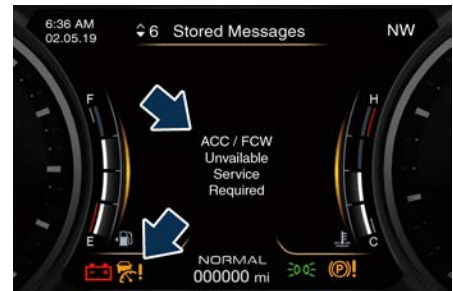 6:36 AM
02.05.19
6 Stored Messages
NW
F
H
ACC / FCW
Unvailable
Service
Required
E
C
NORMAL
000000 mi
(P)!